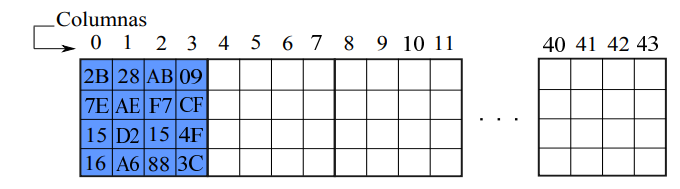 Columnas
0 1 2 3 4 5 6 7 8 9 10 11 40 41 42 43
2B 28 AB 09
7E AE F7 CF
15 D2 15 4F
. . .
16 A6 88 3C